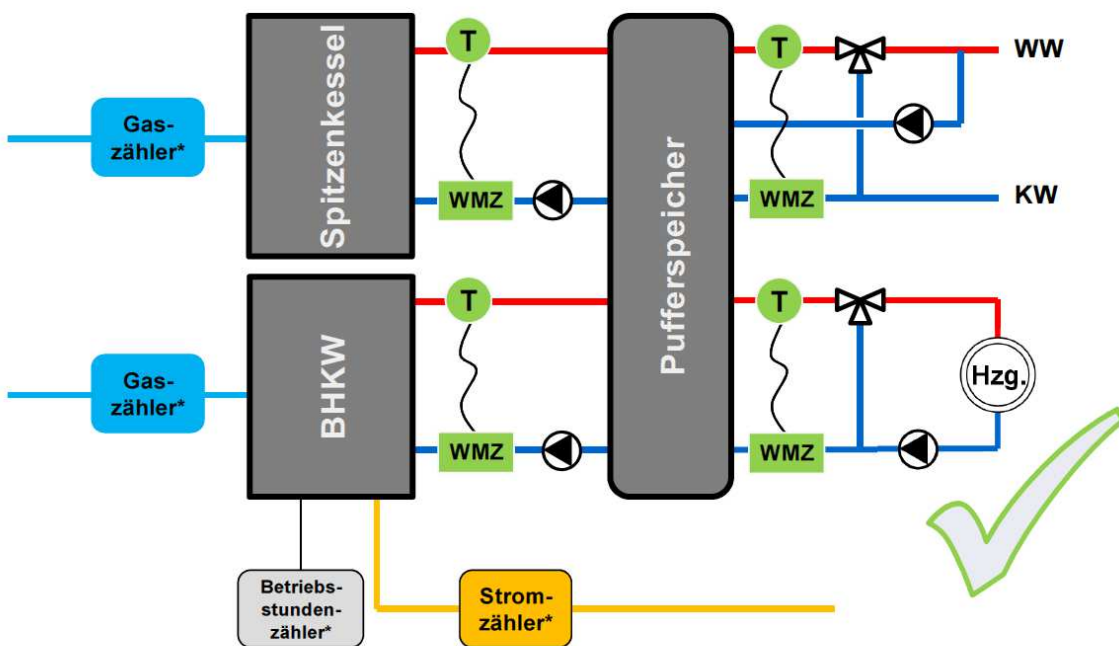 T
T
WW
Gas-
zähler*
Spitzenkessel
WMZ
Pufferspeicher
WMZ
KW
T
T
Gas-
zähler*
BHKW
Hzg.
WMZ
WMZ
Betriebs-
stunden-
zähler*
Strom-
zähler*